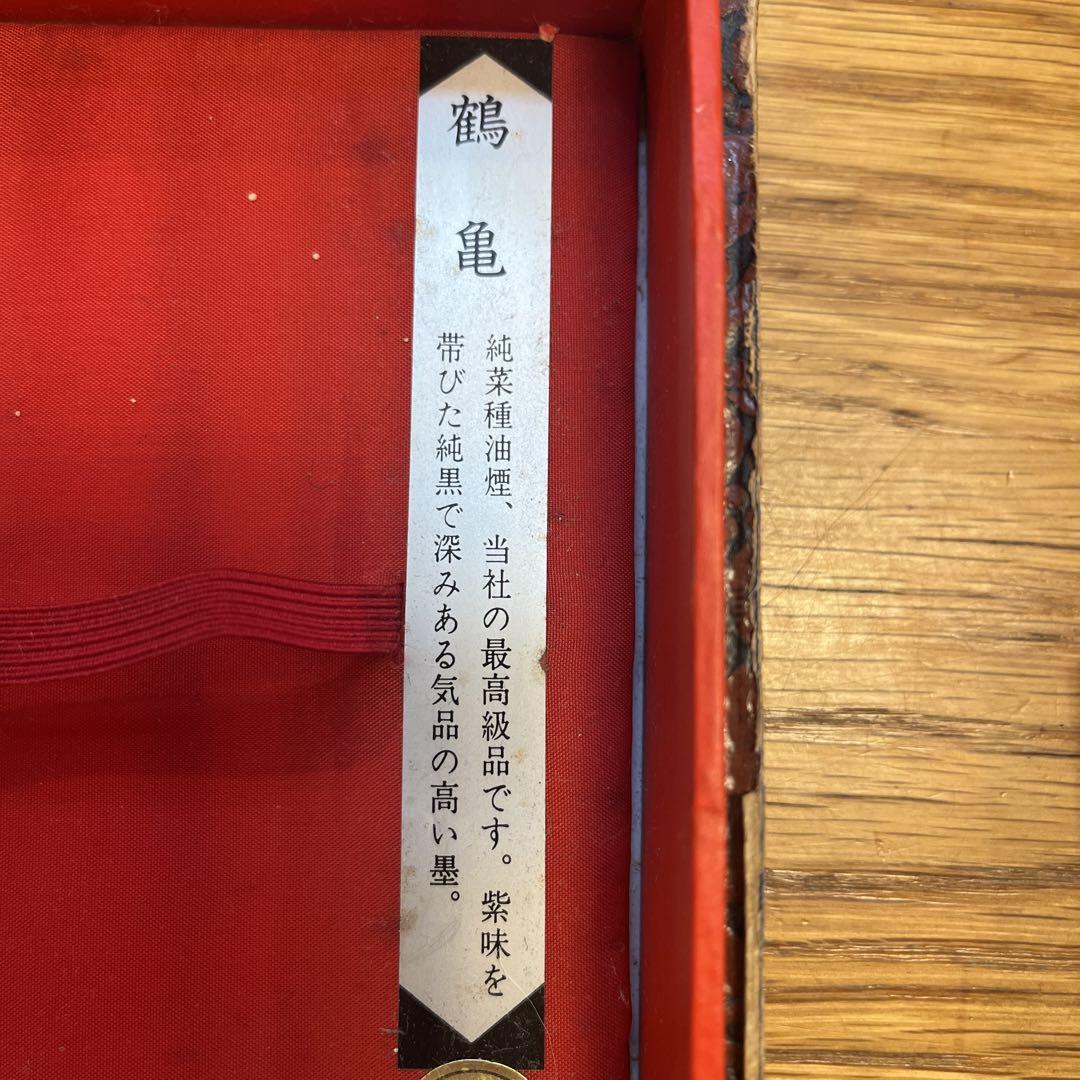 鶴亀
純菜種油煙、当社の最高級品です。紫味を
帯びた純黒で深みある気品の高い墨。